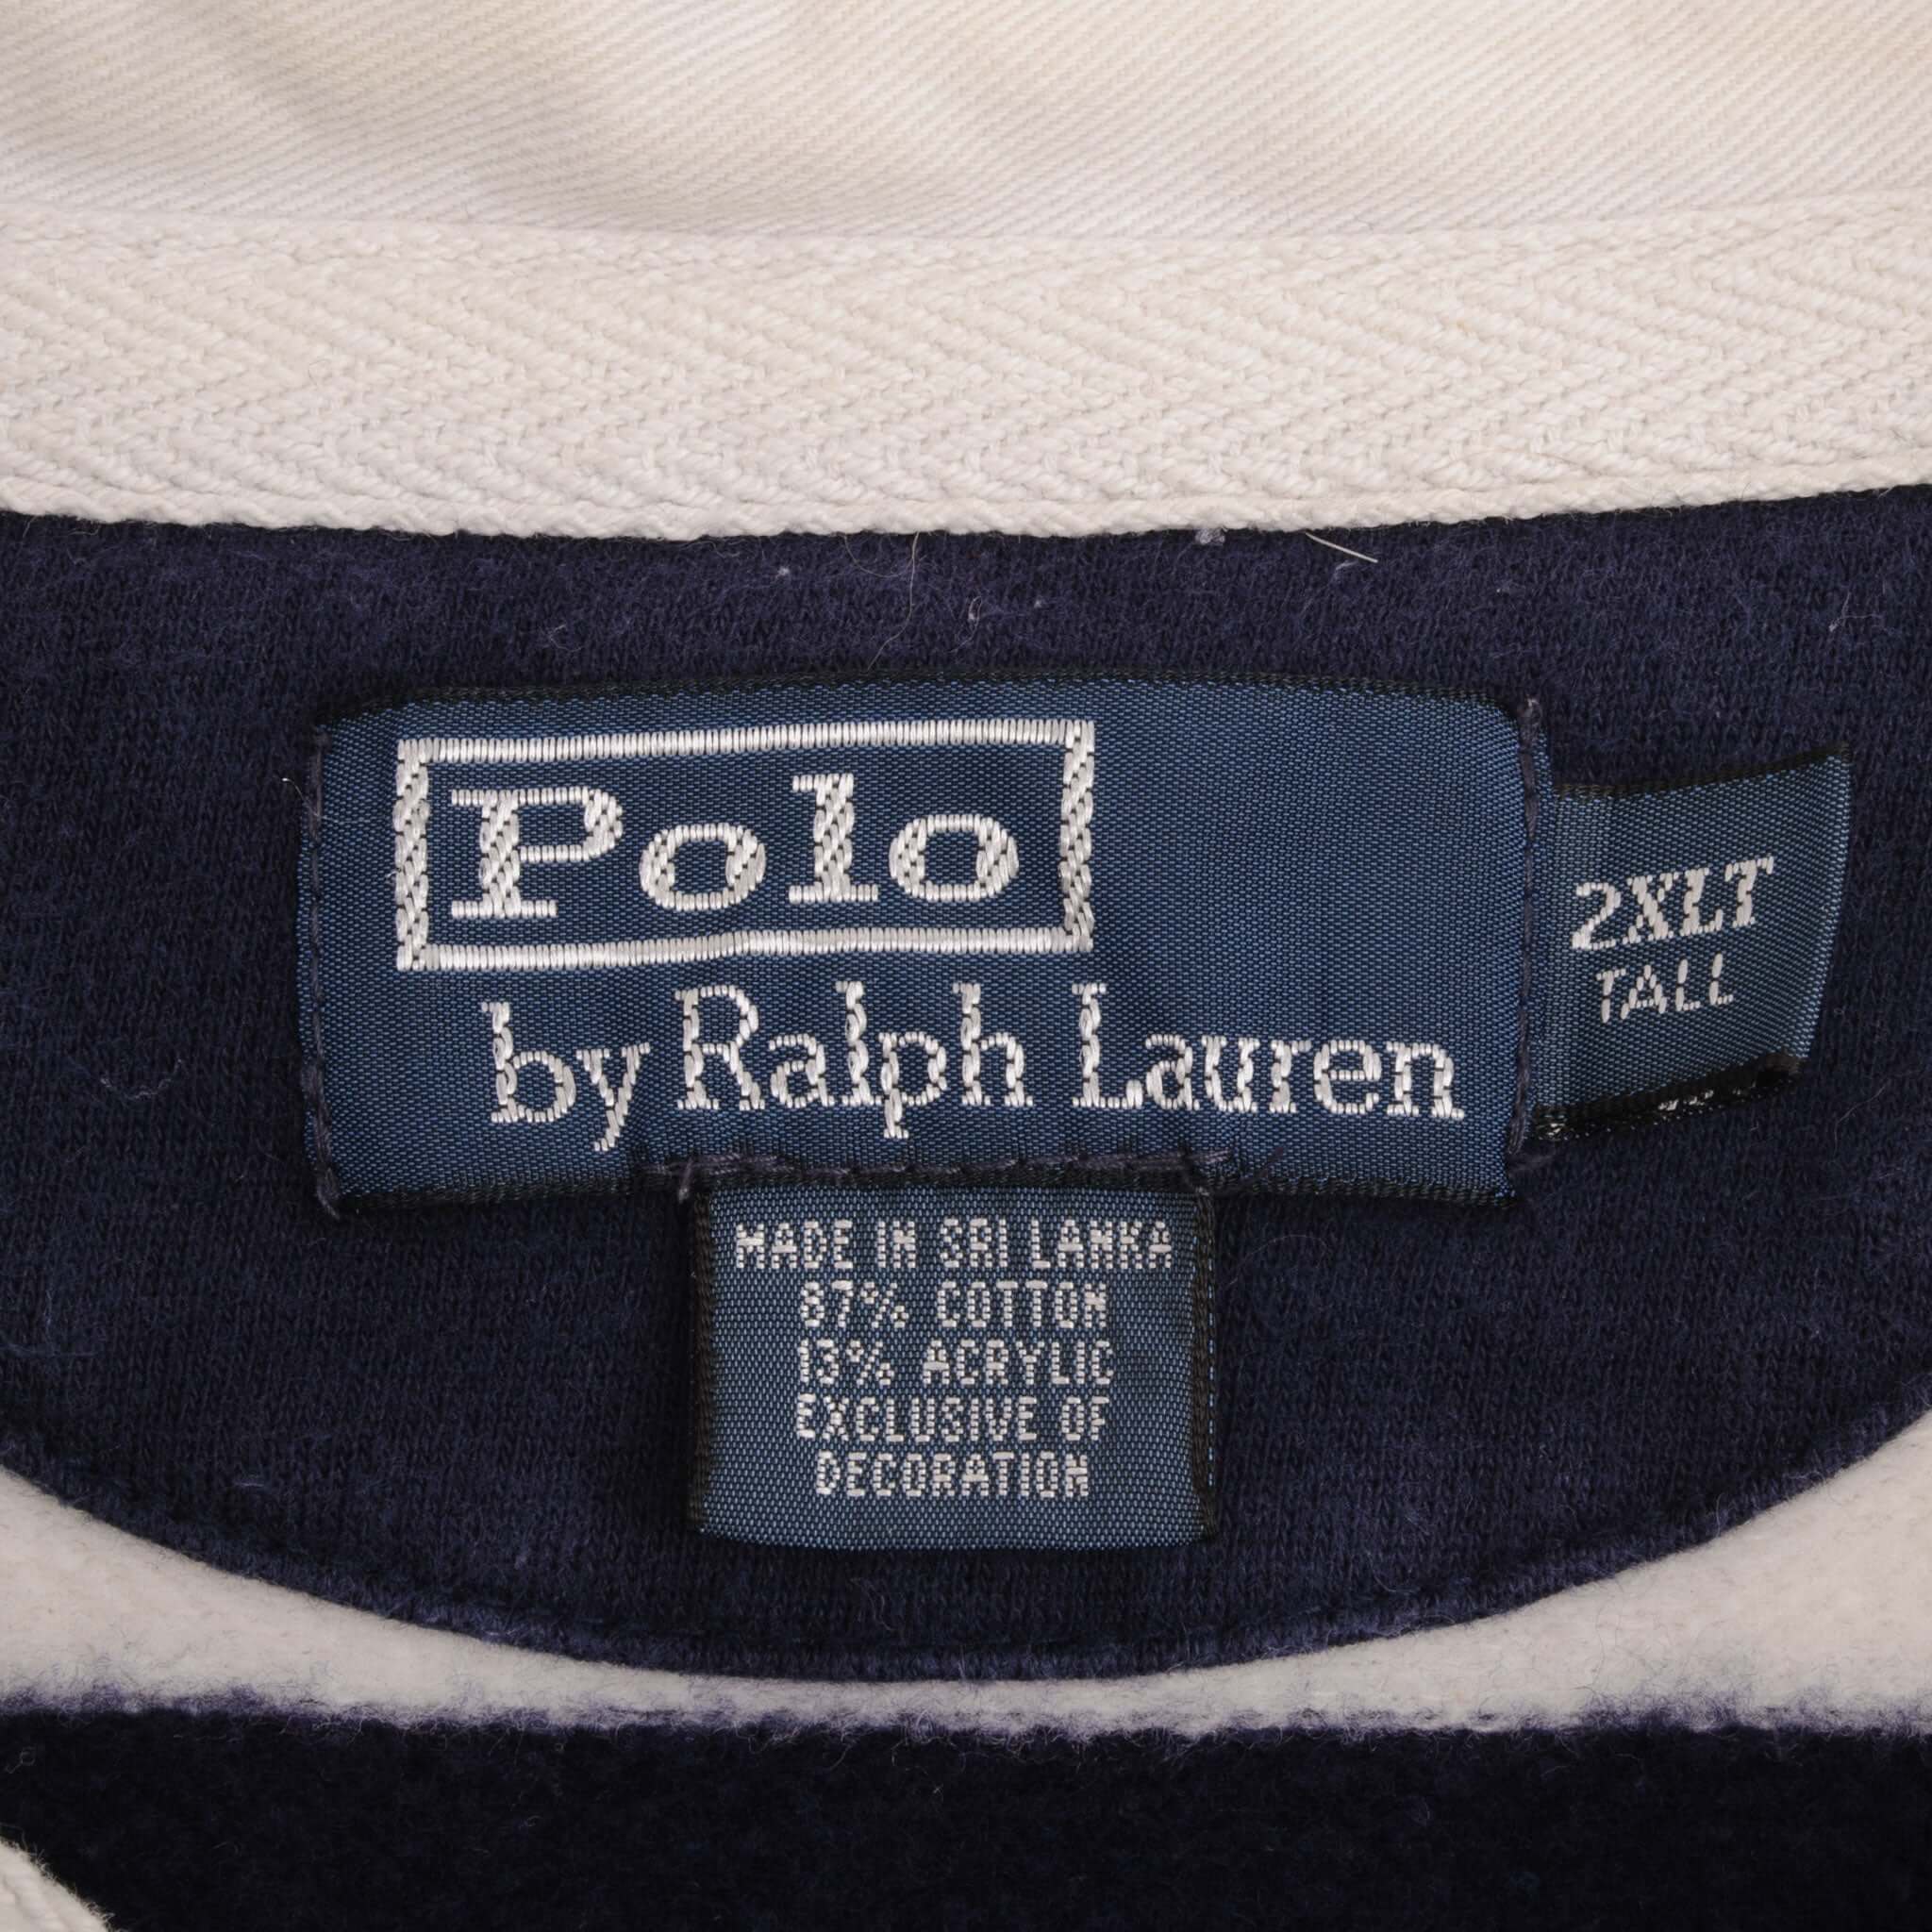 Polo
by Ralph Lauren
2XLT
TALL
MADE IN SRI LANKA
87% COTTON
13% ACRYLIC
EXCLUSIVE OF
DECORATION